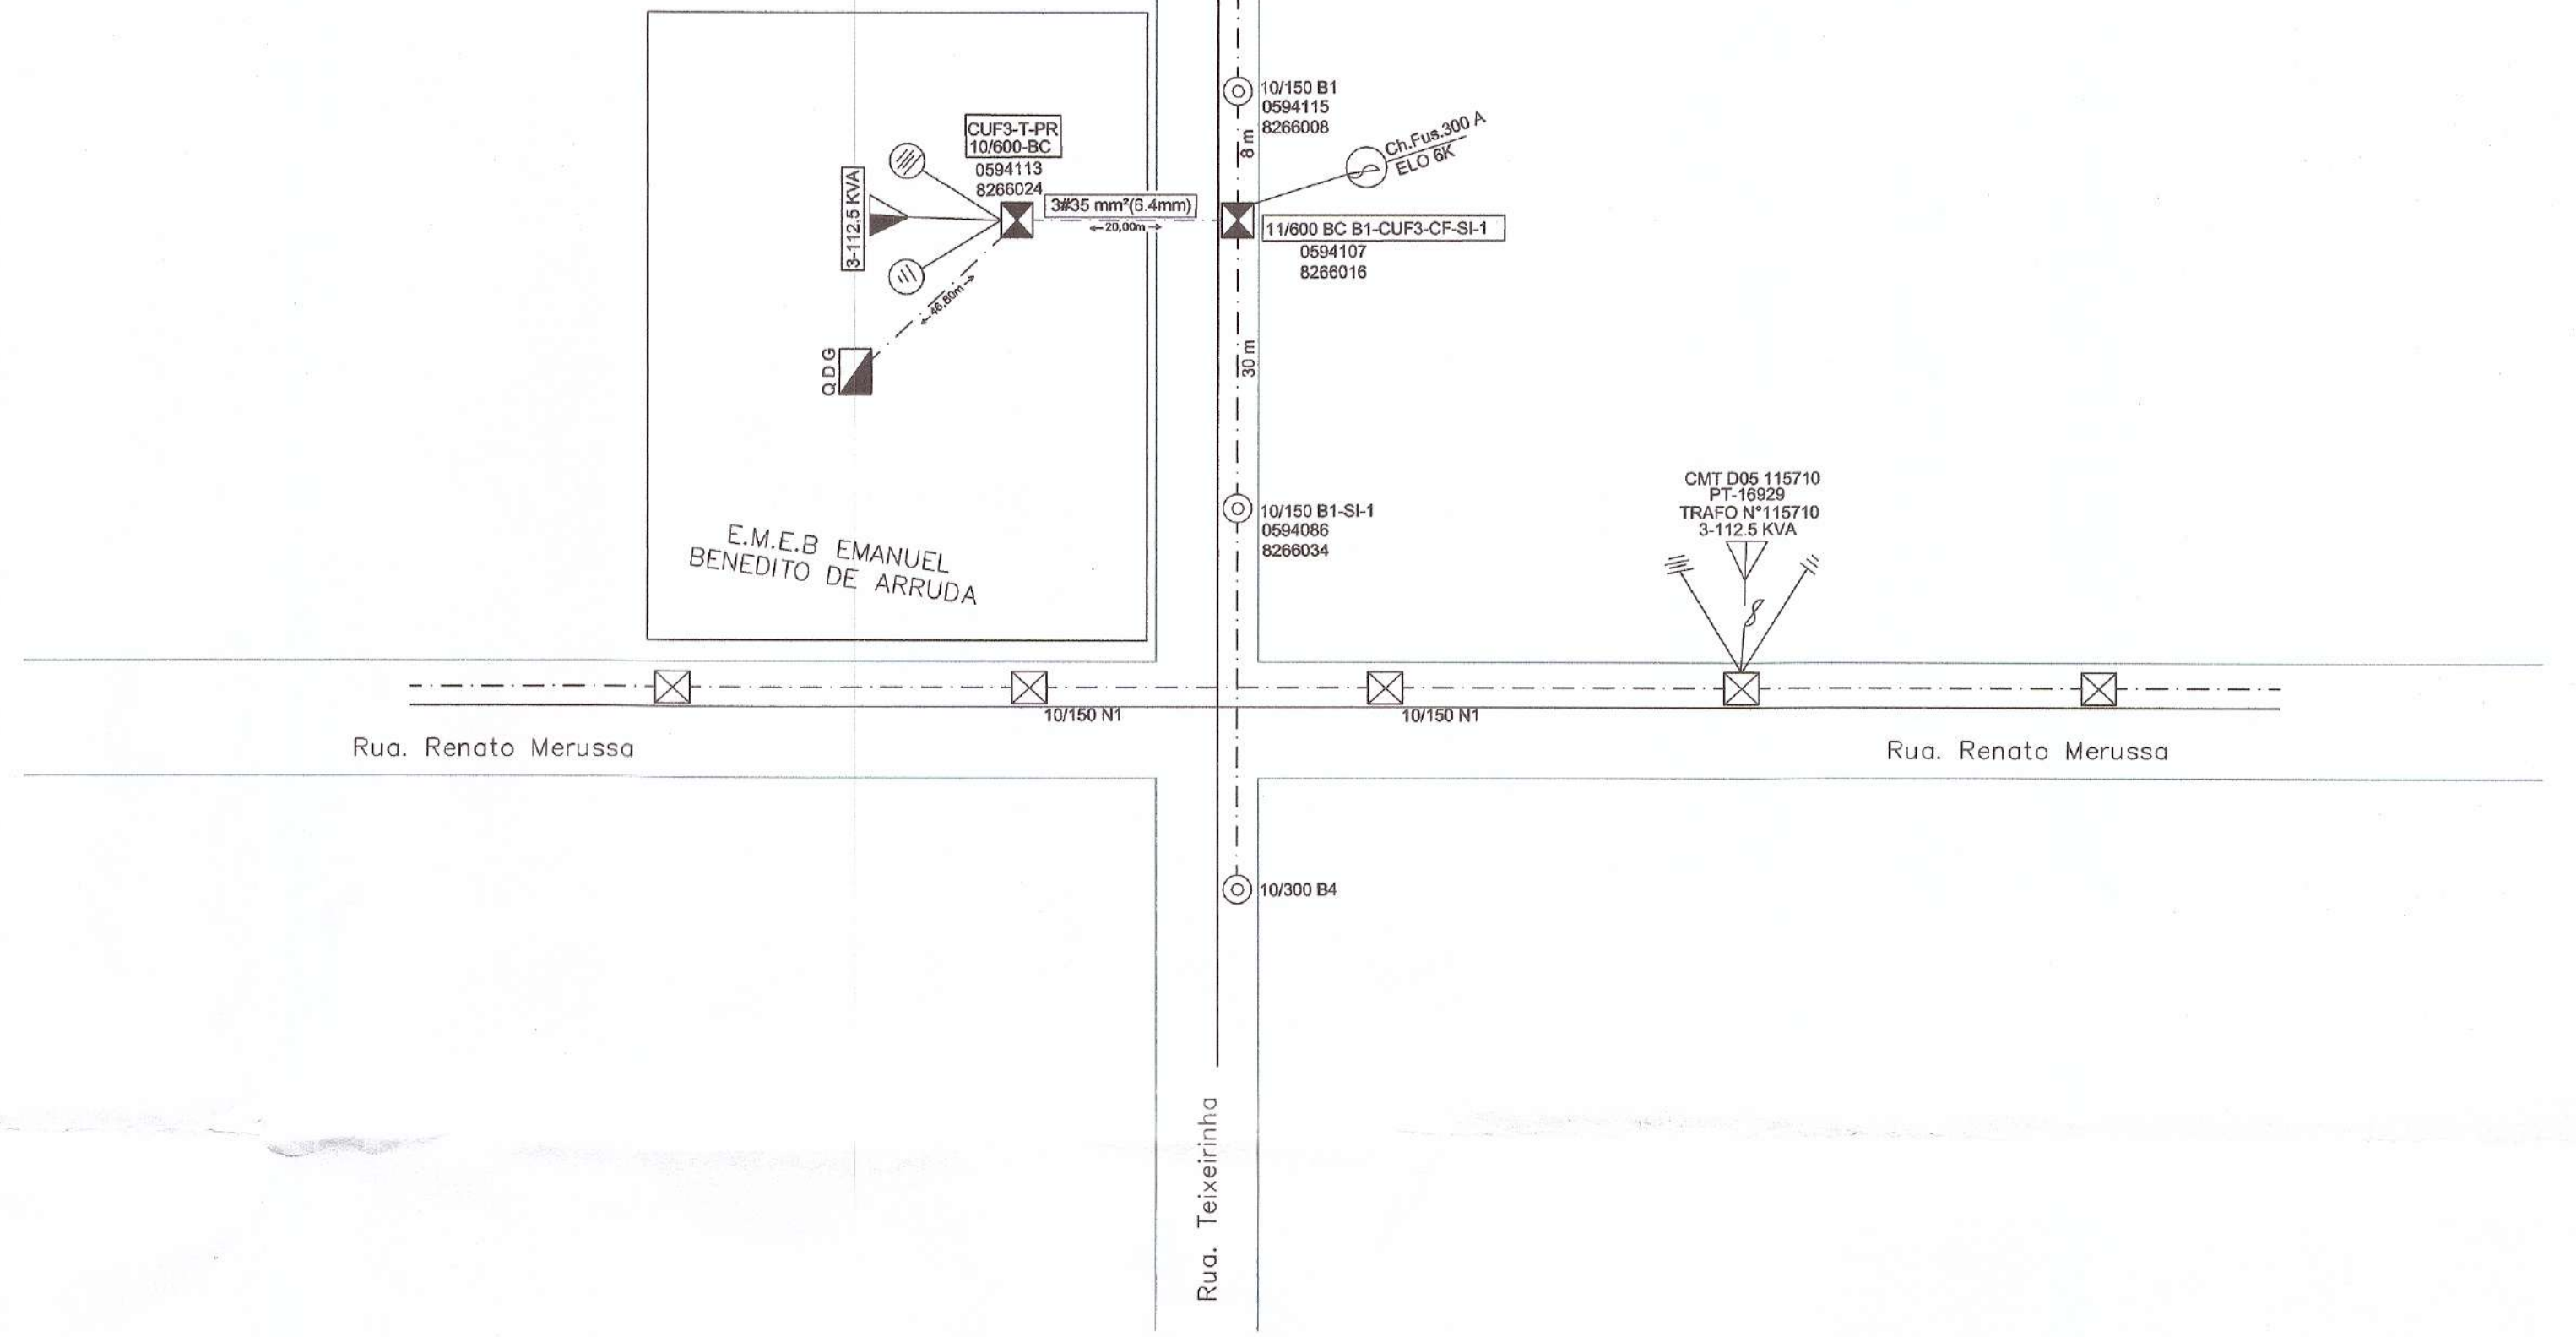 10/150 B1
0594115
8266008
8 m
Ch.Fus.300 A
ELO 6K
CUF3-T-PR
10/600-BC
0594113
8266024
3-112,5 KVA
3#35 mm²(6.4mm)
20,00m
11/600 BC B1-CUF3-CF-SI-1
0594107
8266016
46,80m
30 m
QDG
10/150 B1-SI-1
0594086
8266034
CMT D05 115710
PT-16929
TRAFO N°115710
3-112.5 KVA
E.M.E.B EMANUEL
BENEDITO DE ARRUDA
10/150 N1
10/150 N1
Rua. Renato Merussa
Rua. Renato Merussa
10/300 B4
Rua. Teixeirinha